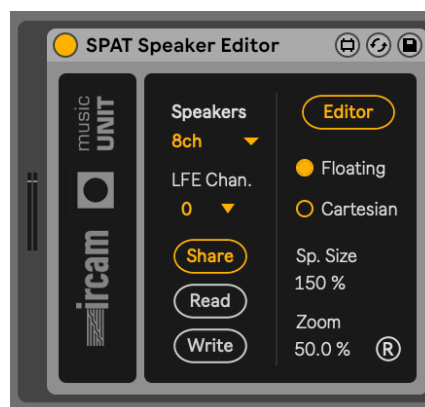 SPAT Speaker Editor
music
UNIT
ircam
Speakers
8ch
LFE Chan.
0
Share
Read
Write
Editor
Floating
Cartesian
Sp. Size
150 %
Zoom
50.0 %
R